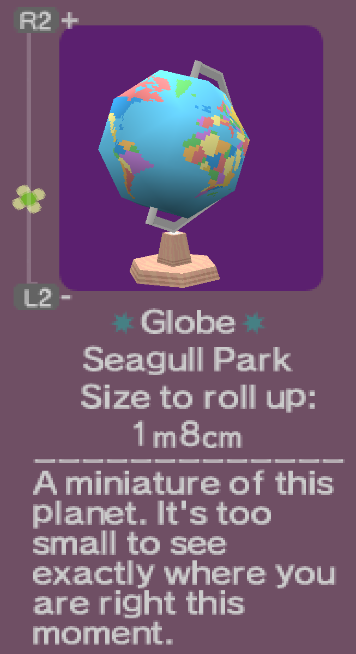 R2 +
L2 -
Globe
Seagull Park
Size to roll up:
1m8cm
A miniature of this
planet. It's too
small to see
exactly where you
are right this
moment.